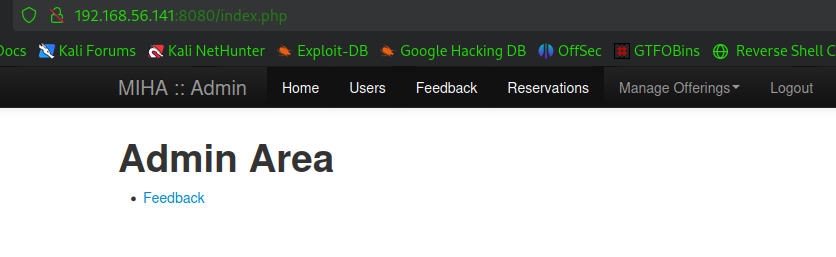 192.168.56.141:8080/index.php
Docs Kali Forums Kali NetHunter Exploit-DB Google Hacking DB OffSec GTFOBins Reverse Shell C
MIHA :: Admin Home Users Feedback Reservations Manage Offerings Logout
Admin Area
Feedback